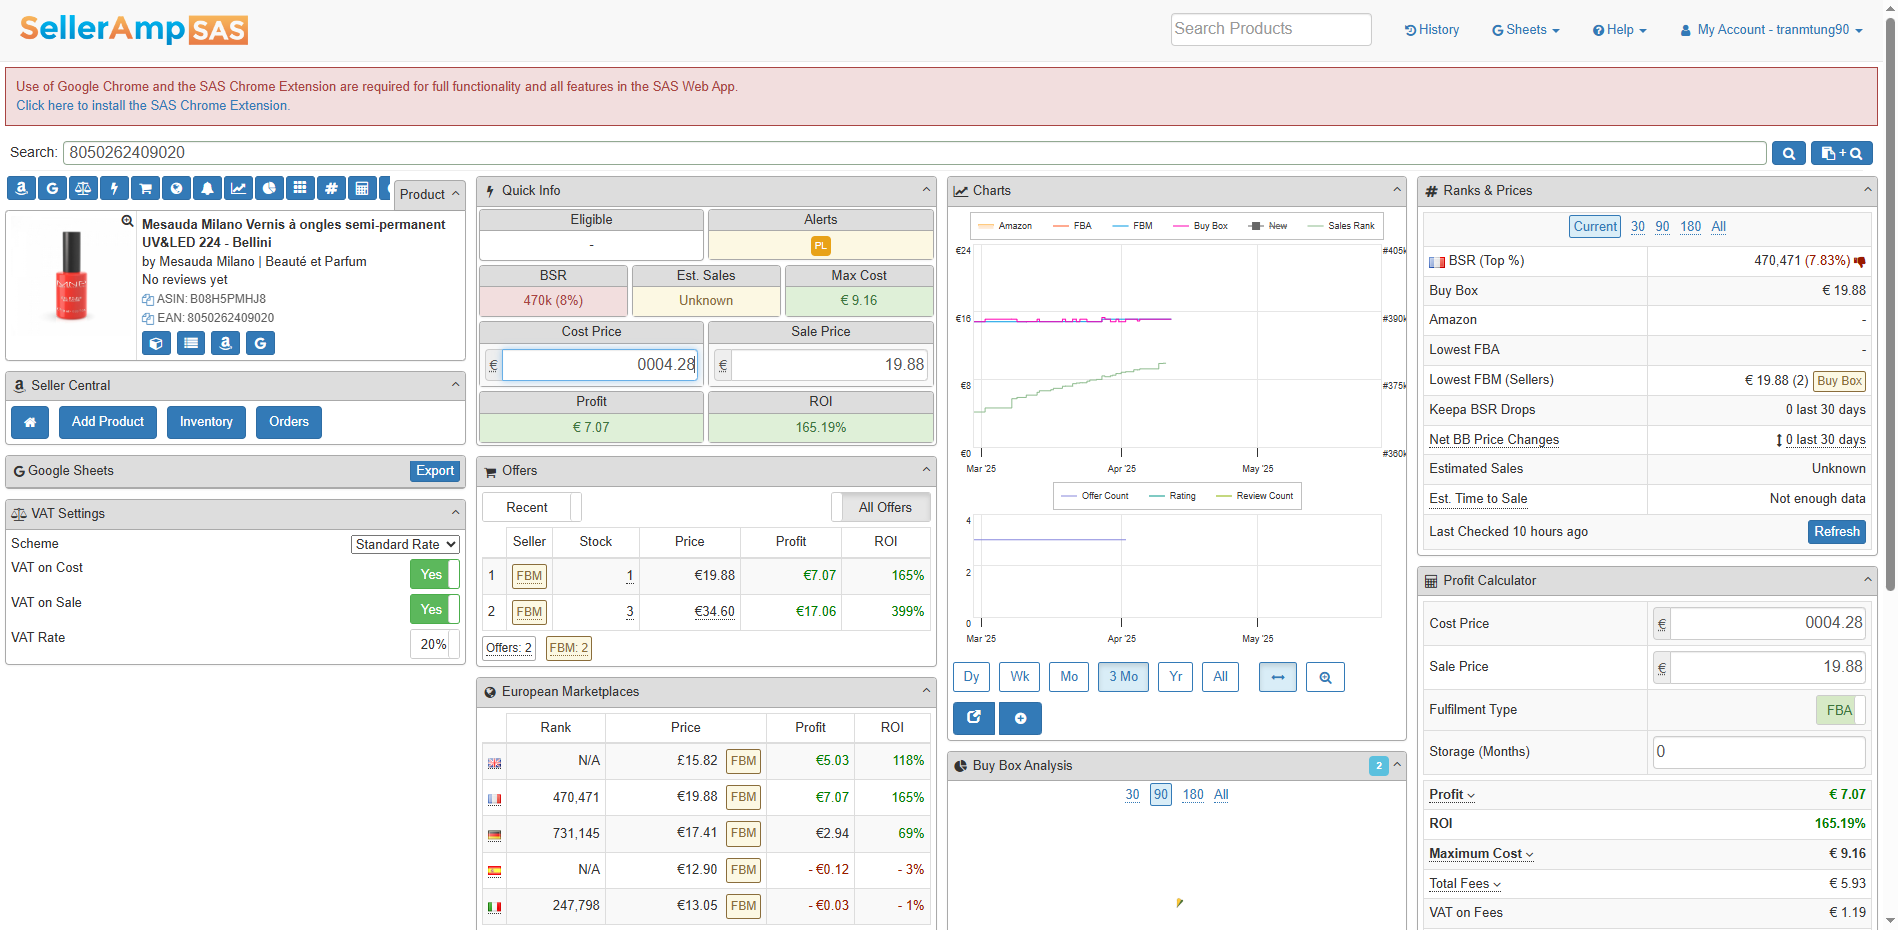 SellerAmp SAS
Search Products
History
Sheets
Help
My Account - tranmtung90
Use of Google Chrome and the SAS Chrome Extension are required for full functionality and all features in the SAS Web App.
Click here to install the SAS Chrome Extension.
Search: 8050262409020
Product
Mesauda Milano Vernis à ongles semi-permanent
UV&LED 224 - Bellini
by Mesauda Milano | Beauté et Parfum
No reviews yet
ASIN: B08H5PMHJ8
EAN: 8050262409020
Seller Central
Add Product Inventory Orders
Google Sheets Export
VAT Settings
Scheme Standard Rate
VAT on Cost Yes
VAT on Sale Yes
VAT Rate 20%
Quick Info
Eligible Alerts
- PL
BSR Est. Sales Max Cost
470k (8%) Unknown € 9.16
Cost Price Sale Price
€ 0004.28 € 19.88
Profit ROI
€ 7.07 165.19%
Offers
Recent All Offers
Seller Stock Price Profit ROI
1 FBM 1 €19.88 €7.07 165%
2 FBM 3 €34.60 €17.06 399%
Offers: 2 FBM: 2
European Marketplaces
Rank Price Profit ROI
N/A £15.82 FBM €5.03 118%
470,471 €19.88 FBM €7.07 165%
731,145 €17.41 FBM €2.94 69%
N/A €12.90 FBM - €0.12 - 3%
247,798 €13.05 FBM - €0.03 - 1%
Charts
Amazon FBA FBM Buy Box New Sales Rank
€24 #405k
€16 #390k
€8 #375k
€0 #360k
Mar '25 Apr '25 May '25
Offer Count Rating Review Count
4
2
0
Mar '25 Apr '25 May '25
Dy Wk Mo 3 Mo Yr All
Buy Box Analysis 2
30 90 180 All
Ranks & Prices
Current 30 90 180 All
BSR (Top %) 470,471 (7.83%)
Buy Box € 19.88
Amazon -
Lowest FBA -
Lowest FBM (Sellers) € 19.88 (2) Buy Box
Keepa BSR Drops 0 last 30 days
Net BB Price Changes 0 last 30 days
Estimated Sales Unknown
Est. Time to Sale Not enough data
Last Checked 10 hours ago Refresh
Profit Calculator
Cost Price € 0004.28
Sale Price € 19.88
Fulfilment Type FBA
Storage (Months) 0
Profit € 7.07
ROI 165.19%
Maximum Cost € 9.16
Total Fees € 5.93
VAT on Fees € 1.19